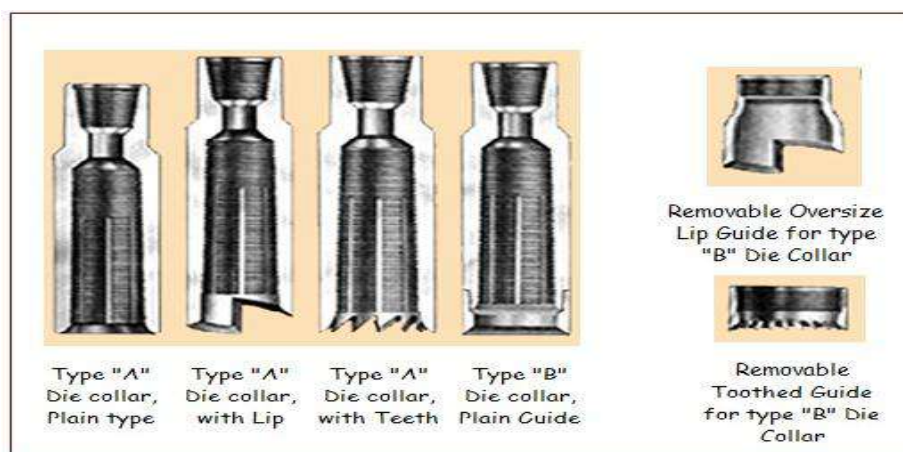 Type "A"
Die collar,
Plain type
Type "A"
Die collar,
with Lip
Type "A"
Die collar,
with Teeth
Type "B"
Die collar,
Plain Guide
Removable Oversize
Lip Guide for type
"B" Die Collar
Removable
Toothed Guide
for type "B" Die
Collar